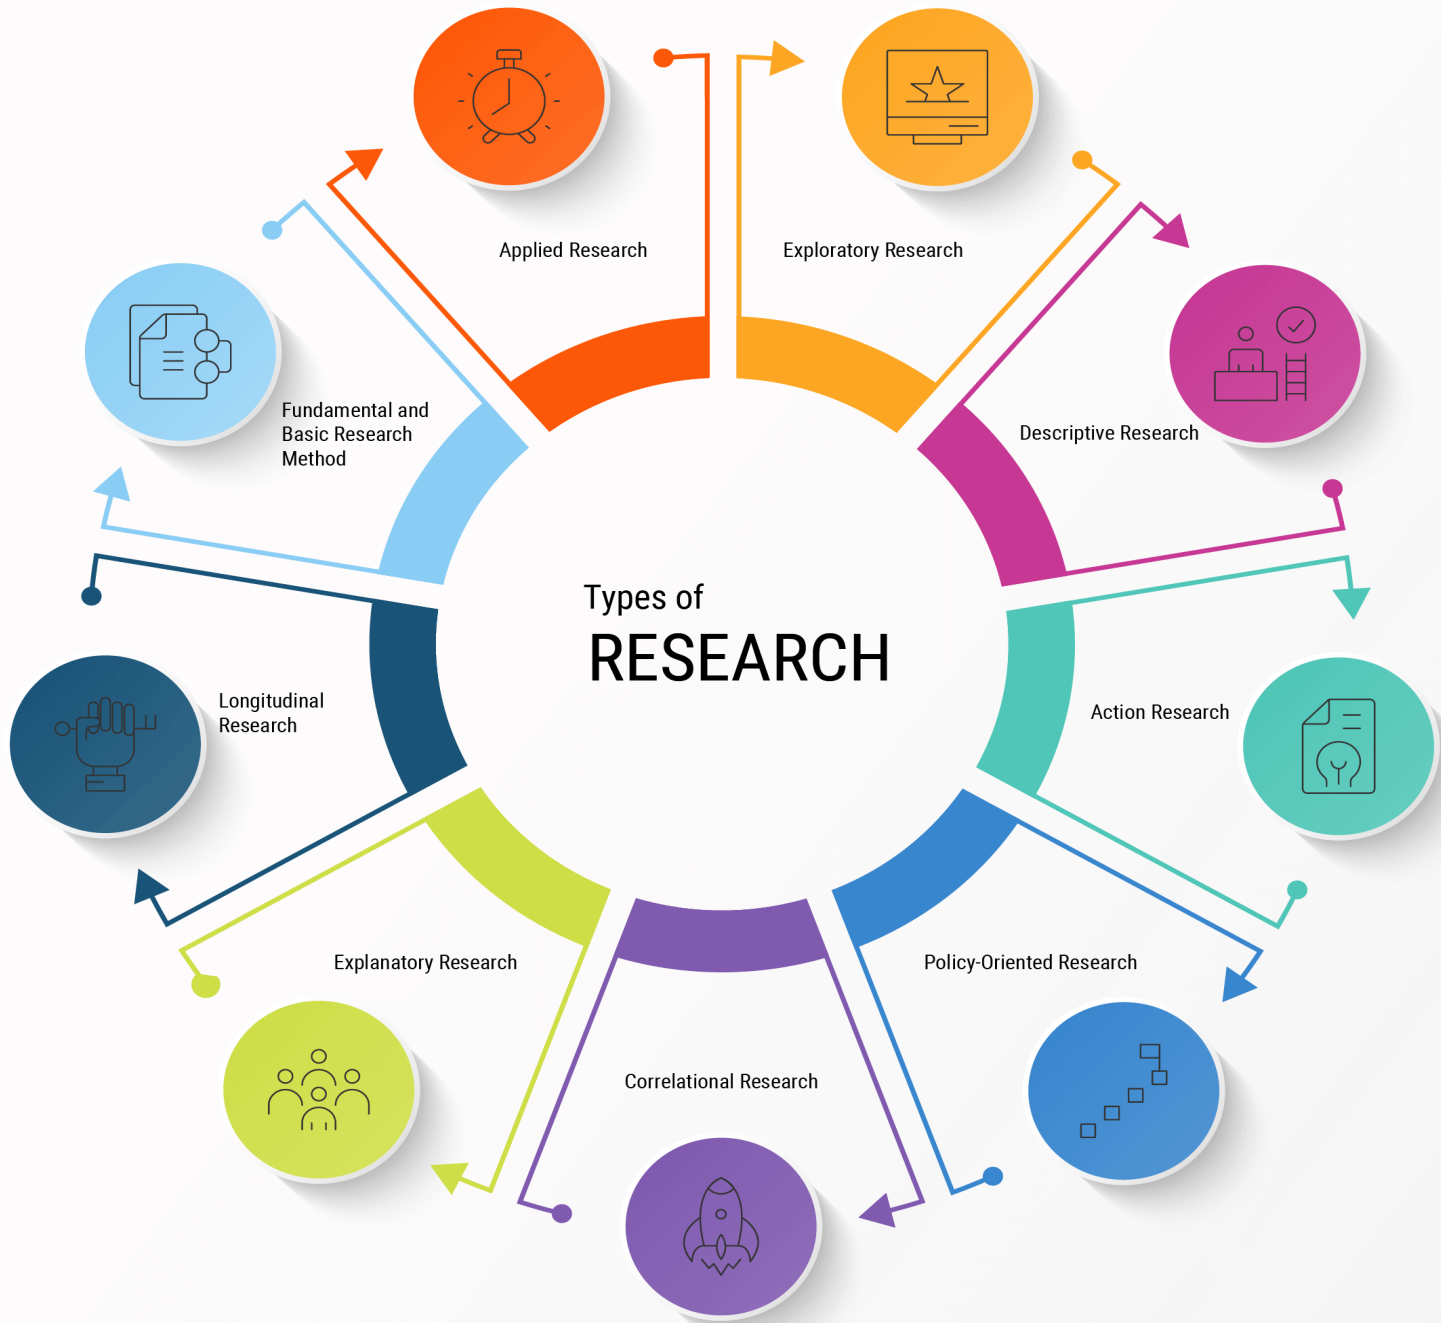 Types of
RESEARCH
Applied Research
Exploratory Research
Descriptive Research
Action Research
Policy-Oriented Research
Correlational Research
Explanatory Research
Longitudinal
Research
Fundamental and
Basic Research
Method